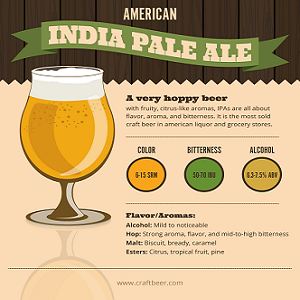 AMERICAN
INDIA PALE ALE
A very hoppy beer
with fruity, citrus-like aromas, IPAs are all about
flavor, aroma, and bitterness. It is the most sold
craft beer in american liquor and grocery stores.
COLOR BITTERNESS ALCOHOL
6-15 SRN 50-70 IBU 6.3-7.5% ABV
Flavor/Aromas:
Alcohol: Mild to noticeable
Hop: Strong aroma, flavor, and mid-to-high bitterness
Malt: Biscuit, bready, caramel
Esters: Citrus, tropical fruit, pine
www.craftbeer.com